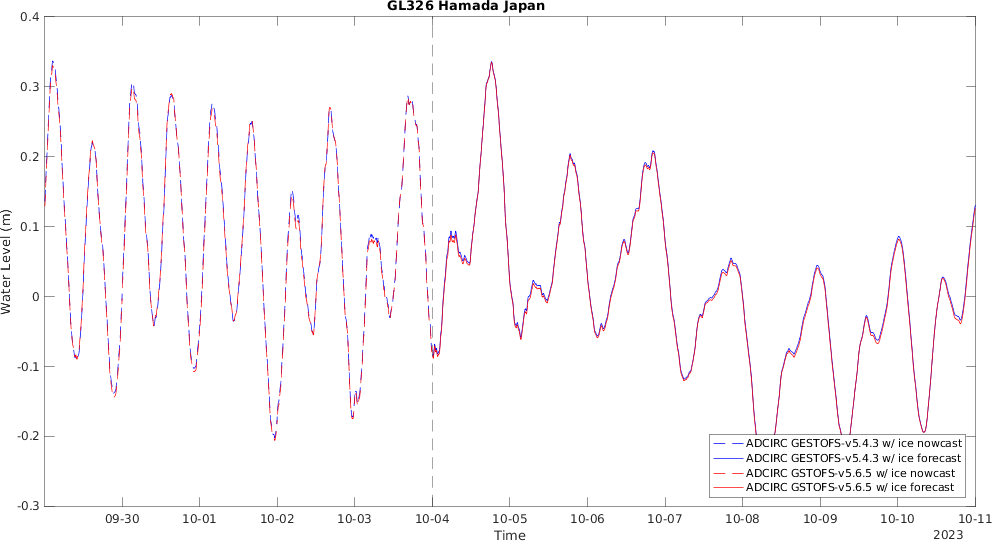 GL326 Hamada Japan
0.4
0.3
0.2
0.1
0
-0.1
-0.2
-0.3
Water Level (m)
ADCIRC GESTOFS-v5.4.3 w/ ice nowcast
ADCIRC GESTOFS-v5.4.3 w/ ice forecast
ADCIRC GSTOFS-v5.6.5 w/ ice nowcast
ADCIRC GSTOFS-v5.6.5 w/ ice forecast
09-30 10-01 10-02 10-03 10-04 10-05 10-06 10-07 10-08 10-09 10-10 10-11
Time
2023